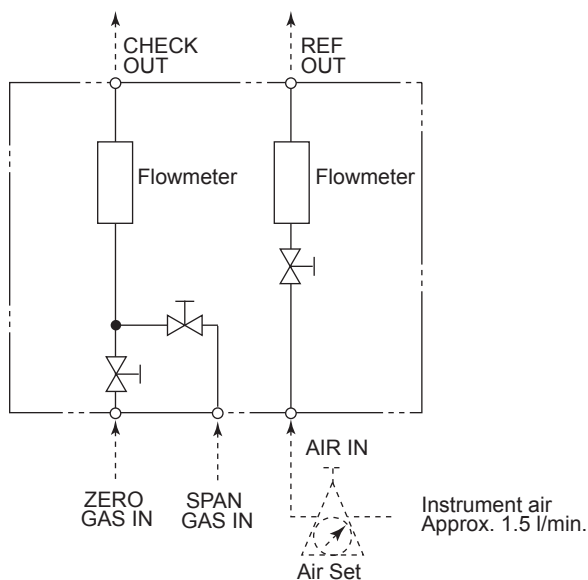 CHECK
OUT
REF
OUT
Flowmeter
Flowmeter
AIR IN
ZERO
GAS IN
SPAN
GAS IN
Instrument air
Approx. 1.5 l/min.
Air Set